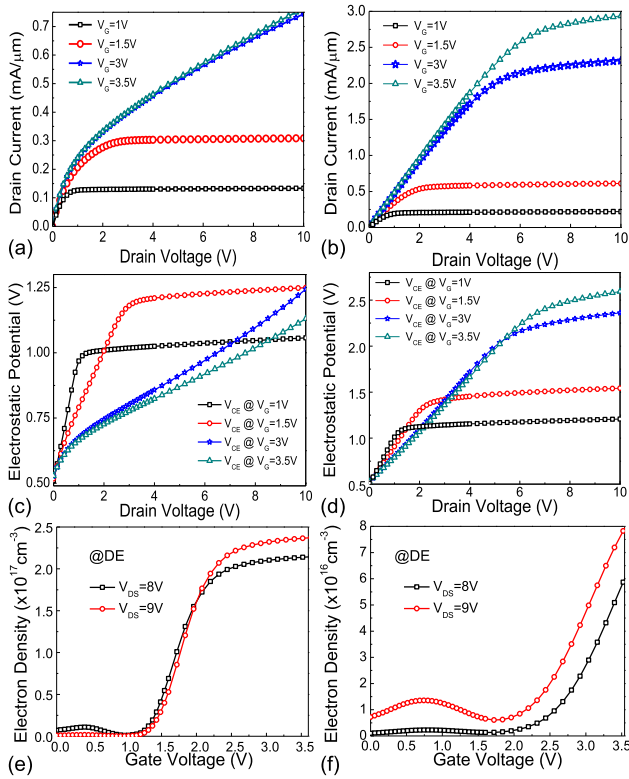 V_G=1V
V_G=1.5V
V_G=3V
V_G=3.5V
0.7
0.6
0.5
0.4
0.3
0.2
0.1
0.0
0 2 4 6 8 10
Drain Current (mA/μm)
Drain Voltage (V)
(a)
V_G=1V
V_G=1.5V
V_G=3V
V_G=3.5V
3.0
2.5
2.0
1.5
1.0
0.5
0.0
0 2 4 6 8 10
Drain Current (mA/μm)
Drain Voltage (V)
(b)
1.25
1.00
0.75
0.50
0 2 4 6 8 10
V_CE @ V_G=1V
V_CE @ V_G=1.5V
V_CE @ V_G=3V
V_CE @ V_G=3.5V
Electrostatic Potential (V)
Drain Voltage (V)
(c)
V_CE @ V_G=1V
V_CE @ V_G=1.5V
V_CE @ V_G=3V
V_CE @ V_G=3.5V
2.5
2.0
1.5
1.0
0.5
0 2 4 6 8 10
Electrostatic Potential (V)
Drain Voltage (V)
(d)
2.5
2.0
1.5
1.0
0.5
0.0
0.0 0.5 1.0 1.5 2.0 2.5 3.0 3.5
@DE
V_DS=8V
V_DS=9V
Electron Density (x10¹⁷cm⁻³)
Gate Voltage (V)
(e)
8
7
6
5
4
3
2
1
0
0.0 0.5 1.0 1.5 2.0 2.5 3.0 3.5
@DE
V_DS=8V
V_DS=9V
Electron Density (x10¹⁶cm⁻³)
Gate Voltage (V)
(f)